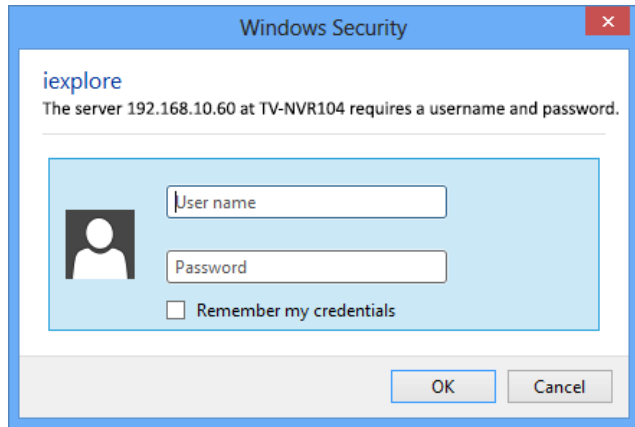 Windows Security
iexplore
The server 192.168.10.60 at TV-NVR104 requires a username and password.
User name
Password
Remember my credentials
OK
Cancel